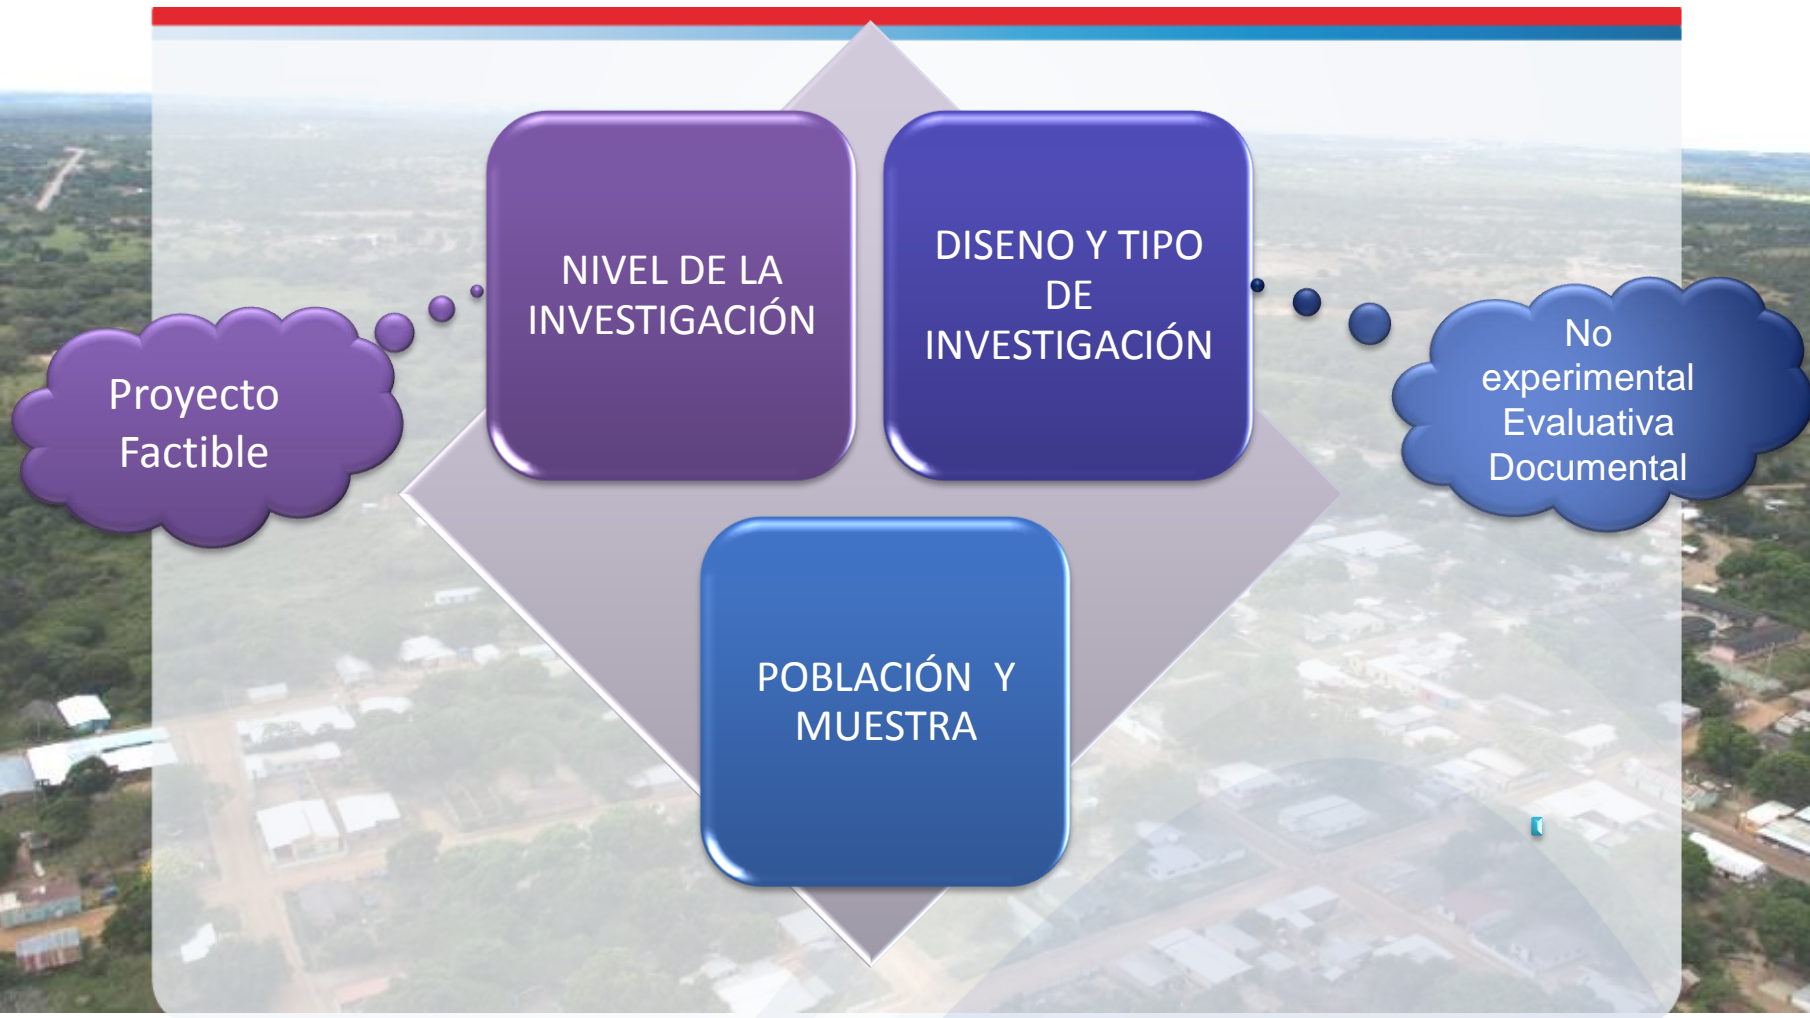 NIVEL DE LA
INVESTIGACIÓN
DISENO Y TIPO
DE
INVESTIGACIÓN
Proyecto
Factible
No
experimental
Evaluativa
Documental
POBLACIÓN Y
MUESTRA